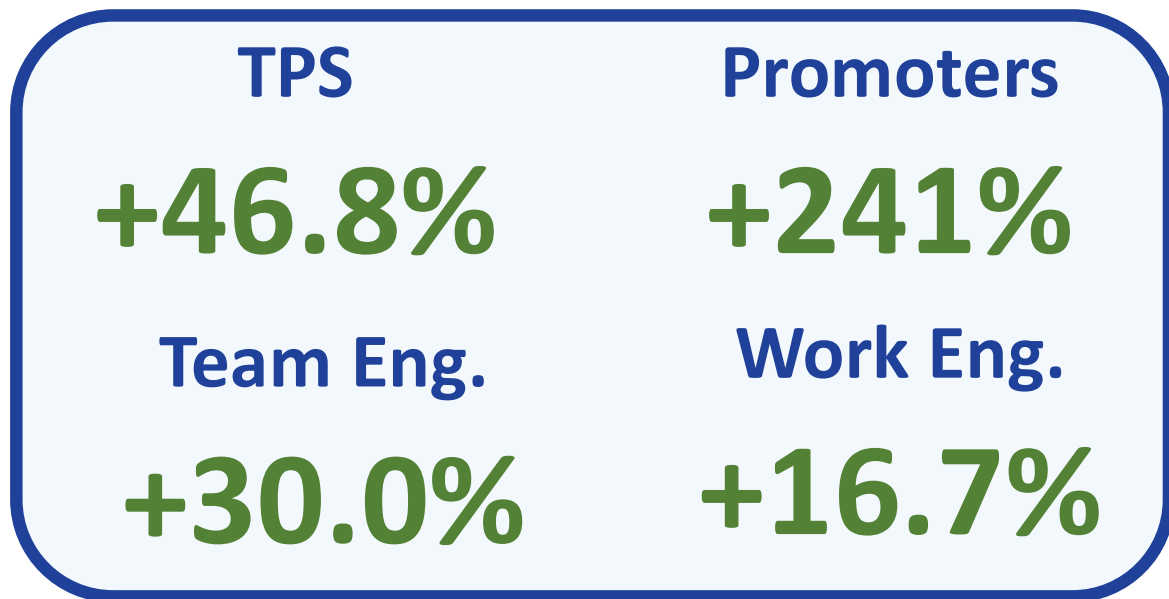 TPS Promoters
+46.8% +241%
Team Eng. Work Eng.
+30.0% +16.7%